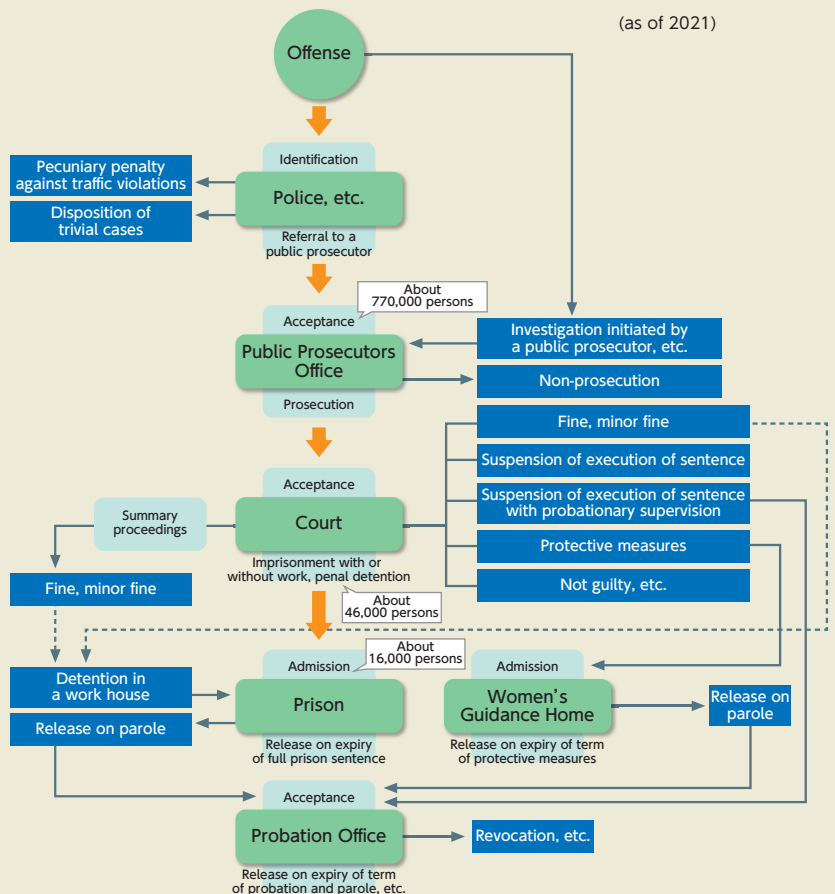 (as of 2021)
Offense
Identification
Pecuniary penalty
against traffic violations
Police, etc.
Disposition of
trivial cases
Referral to a
public prosecutor
About
770,000 persons
Acceptance
Public Prosecutors
Office
Investigation initiated by
a public prosecutor, etc.
Non-prosecution
Prosecution
Fine, minor fine
Suspension of execution of sentence
Acceptance
Suspension of execution of sentence
with probationary supervision
Summary
proceedings
Court
Protective measures
Imprisonment with or
without work, penal detention
Not guilty, etc.
Fine, minor fine
About
46,000 persons
About
16,000 persons
Admission
Admission
Detention in
a work house
Prison
Women’s
Guidance Home
Release on
parole
Release on parole
Release on expiry
of full prison sentence
Release on expiry of term
of protective measures
Acceptance
Probation Office
Revocation, etc.
Release on expiry of term
of probation and parole, etc.